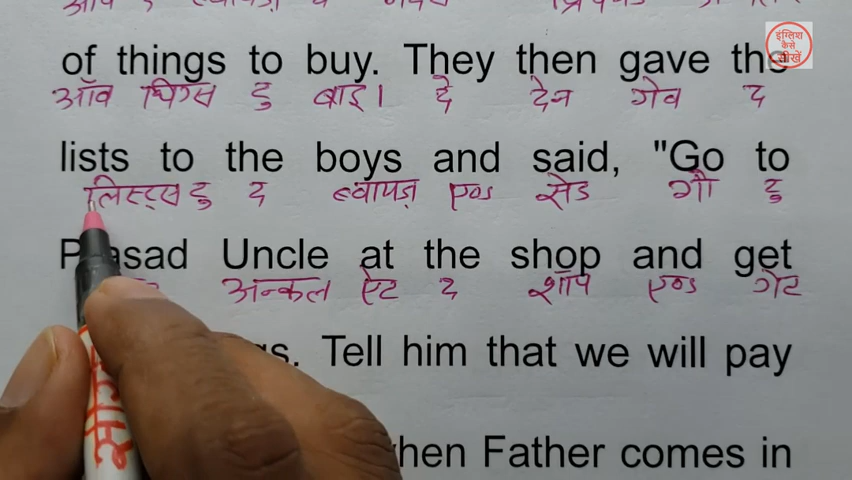 of things to buy. They then gave the
ऑव थिंग्स टु बाइ। दे देन गेव द
lists to the boys and said, "Go to
लिस्ट्स टु द ब्वायज़ एण्ड सेड गौ टु
Uncle at the shop and get
अन्कल ऐट द शॉप एण्ड गेट
Tell him that we will pay
Father comes in
इंग्लिश
कैसे
सीखें